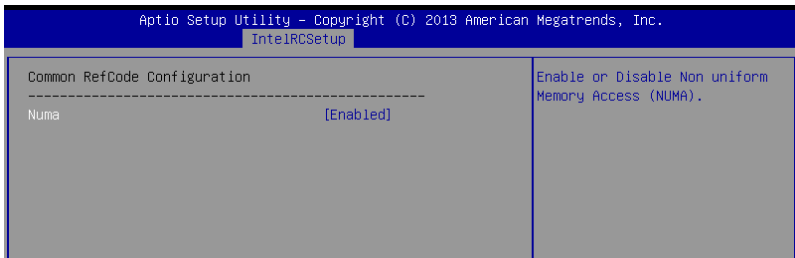 Aptio Setup Utility – Copyright (C) 2013 American Megatrends, Inc.
IntelRCSetup
Common RefCode Configuration
--------------------------------------------------
Numa [Enabled]
Enable or Disable Non uniform
Memory Access (NUMA).